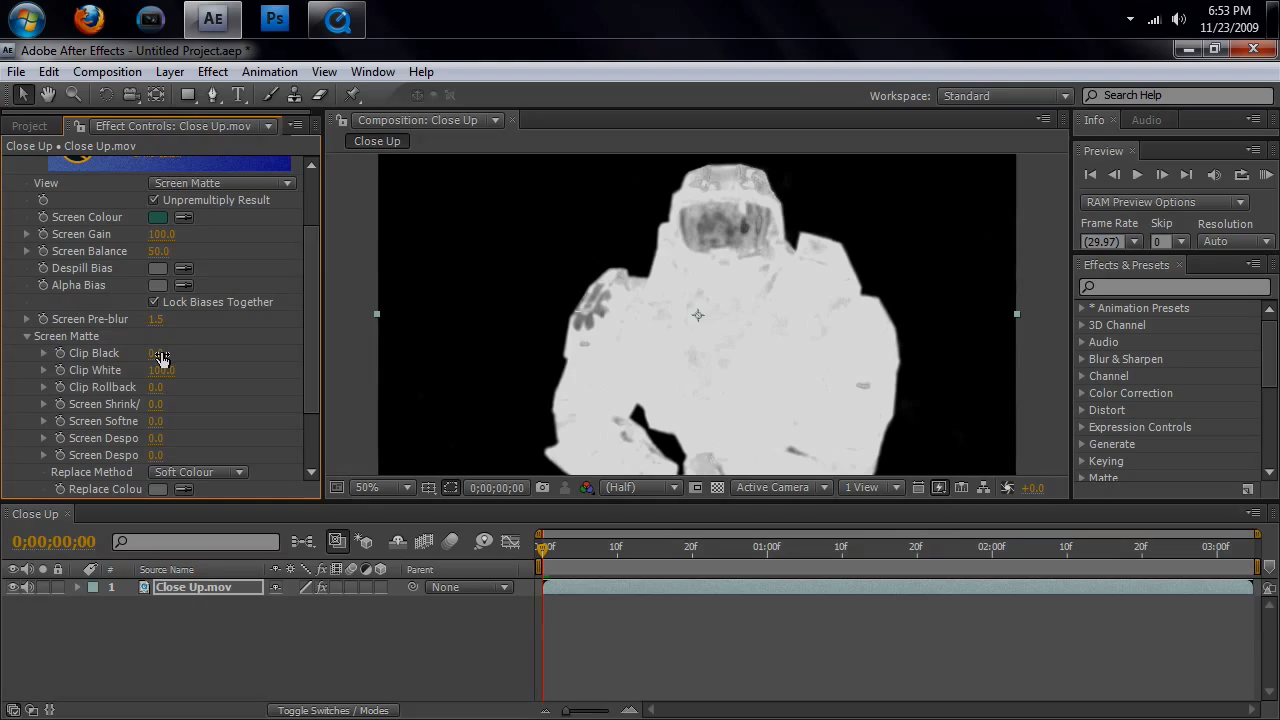 Ae
Ps
6:53 PM
11/23/2009
Ae Adobe After Effects - Untitled Project.aep *
File Edit Composition Layer Effect Animation View Window Help
Workspace: Standard Search Help
Project Effect Controls: Close Up.mov Composition: Close Up Info Audio
Close Up • Close Up.mov
Close Up
Preview
RAM Preview Options
Frame Rate Skip Resolution
(29.97) 0 Auto
Effects & Presets
* Animation Presets
3D Channel
Audio
Blur & Sharpen
Channel
Color Correction
Distort
Expression Controls
Generate
Keying
Matte
View Screen Matte
Unpremultiply Result
Screen Colour
Screen Gain 100.0
Screen Balance 50.0
Despill Bias
Alpha Bias
Lock Biases Together
Screen Pre-blur 1.5
Screen Matte
Clip Black
Clip White 100.0
Clip Rollback 0.0
Screen Shrink/ 0.0
Screen Softne 0.0
Screen Despo 0.0
Screen Despo 0.0
Replace Method Soft Colour
Replace Colou
50% 0;00;00;00 (Half) Active Camera 1 View +0.0
Close Up
0;00;00;00
:00f 10f 20f 01:00f 10f 20f 02:00f 10f 20f 03:00f
# Source Name Parent
1 Close Up.mov None
Toggle Switches / Modes